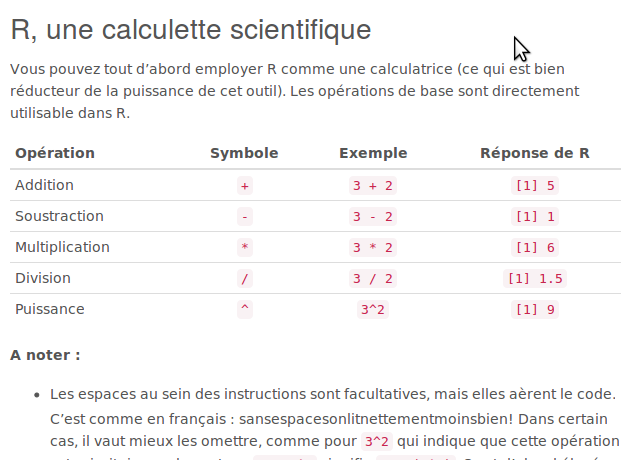 R, une calculette scientifique
Vous pouvez tout d’abord employer R comme une calculatrice (ce qui est bien
réducteur de la puissance de cet outil). Les opérations de base sont directement
utilisable dans R.
Opération Symbole Exemple Réponse de R
Addition + 3 + 2 [1] 5
Soustraction - 3 - 2 [1] 1
Multiplication * 3 * 2 [1] 6
Division / 3 / 2 [1] 1.5
Puissance ^ 3^2 [1] 9
A noter :
• Les espaces au sein des instructions sont facultatives, mais elles aèrent le code.
C’est comme en français : sansespacesonlitnettementmoinsbien! Dans certain
cas, il vaut mieux les omettre, comme pour 3^2 qui indique que cette opération